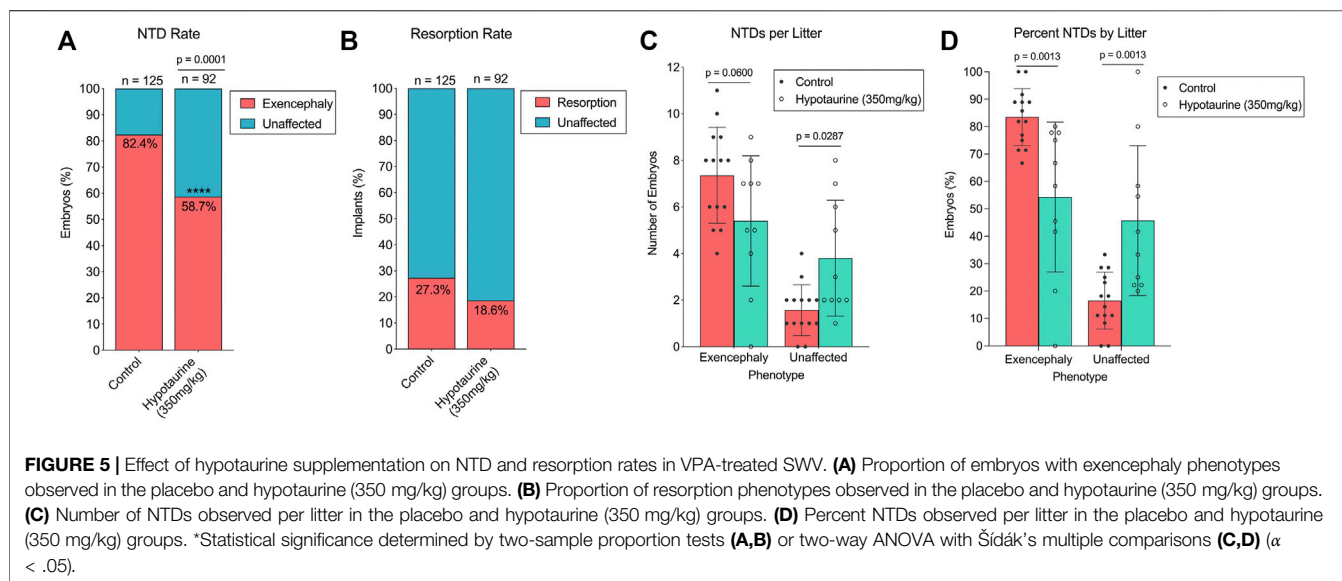 A
NTD Rate
p = 0.0001
n = 125
n = 92
Exencephaly
Unaffected
100
90
80
70
60
50
40
30
20
10
0
Embryos (%)
82.4%
****
58.7%
Control
Hypotaurine
(350mg/kg)
B
Resorption Rate
n = 125
n = 92
Resorption
Unaffected
100
90
80
70
60
50
40
30
20
10
0
Implants (%)
27.3%
18.6%
Control
Hypotaurine
(350mg/kg)
C
NTDs per Litter
Control
Hypotaurine (350mg/kg)
p = 0.0600
p = 0.0287
12
10
8
6
4
2
0
Number of Embryos
Exencephaly
Unaffected
Phenotype
D
Percent NTDs by Litter
p = 0.0013
p = 0.0013
Control
Hypotaurine (350mg/kg)
100
90
80
70
60
50
40
30
20
10
0
Embryos (%)
Exencephaly
Unaffected
Phenotype
FIGURE 5 | Effect of hypotaurine supplementation on NTD and resorption rates in VPA-treated SWV. (A) Proportion of embryos with exencephaly phenotypes
observed in the placebo and hypotaurine (350 mg/kg) groups. (B) Proportion of resorption phenotypes observed in the placebo and hypotaurine (350 mg/kg) groups.
(C) Number of NTDs observed per litter in the placebo and hypotaurine (350 mg/kg) groups. (D) Percent NTDs observed per litter in the placebo and hypotaurine
(350 mg/kg) groups. *Statistical significance determined by two-sample proportion tests (A,B) or two-way ANOVA with Šídák’s multiple comparisons (C,D) (α
< .05).